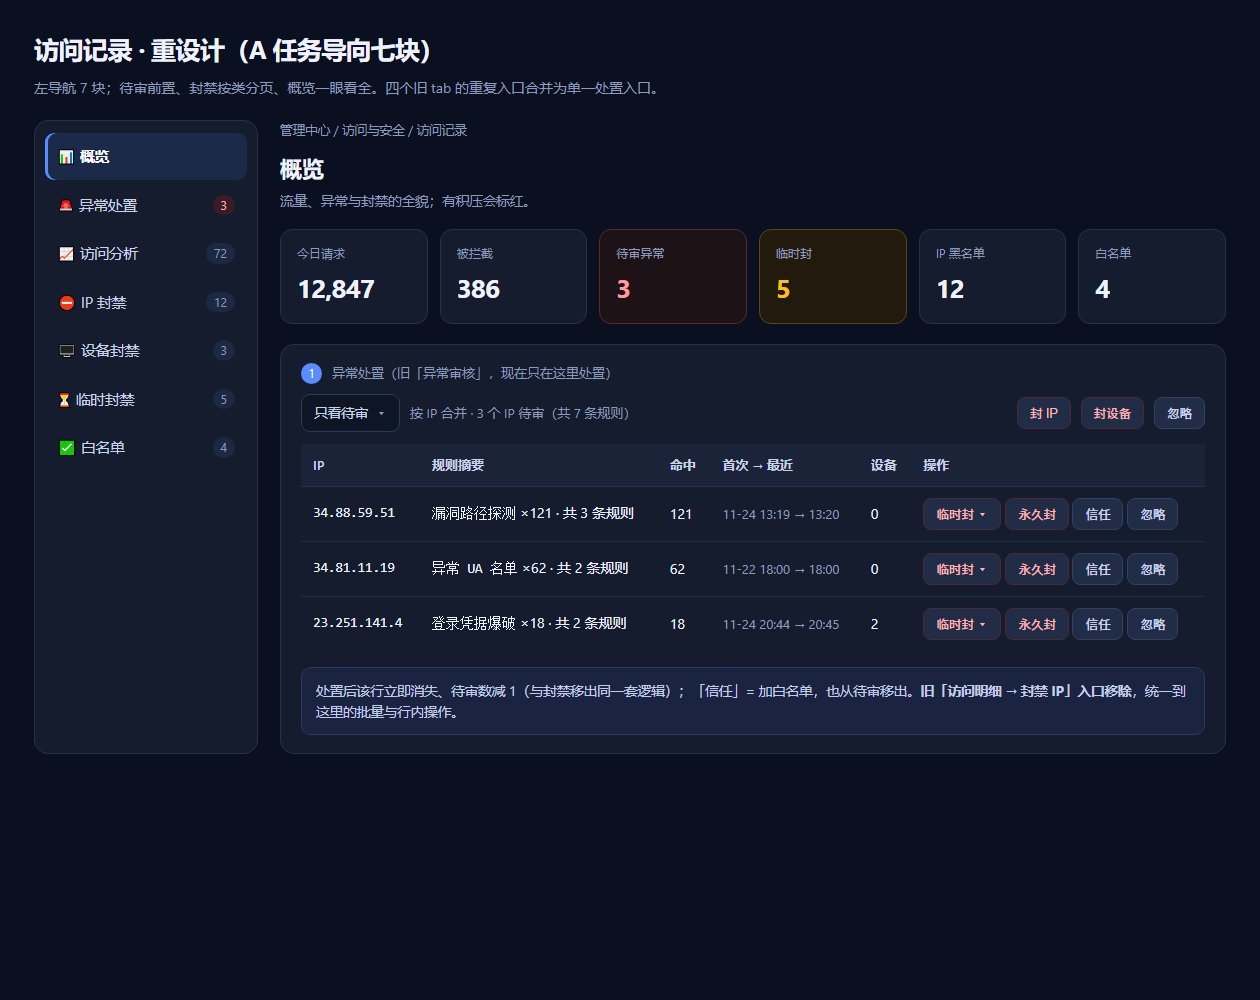 访问记录 · 重设计（A 任务导向七块）
左导航 7 块；待审前置、封禁按类分页、概览一眼看全。四个旧 tab 的重复入口合并为单一处置入口。
概览
异常处置 3
访问分析 72
IP 封禁 12
设备封禁 3
临时封禁 5
白名单 4
管理中心 / 访问与安全 / 访问记录
概览
流量、异常与封禁的全貌；有积压会标红。
今日请求 被拦截 待审异常 临时封 IP 黑名单 白名单
12,847 386 3 5 12 4
1 异常处置（旧「异常审核」，现在只在这里处置）
只看待审 按 IP 合并 · 3 个 IP 待审（共 7 条规则） 封 IP 封设备 忽略
IP 规则摘要 命中 首次 → 最近 设备 操作
34.88.59.51 漏洞路径探测 ×121 · 共 3 条规则 121 11-24 13:19 → 13:20 0 临时封 永久封 信任 忽略
34.81.11.19 异常 UA 名单 ×62 · 共 2 条规则 62 11-22 18:00 → 18:00 0 临时封 永久封 信任 忽略
23.251.141.4 登录凭据爆破 ×18 · 共 2 条规则 18 11-24 20:44 → 20:45 2 临时封 永久封 信任 忽略
处置后该行立即消失、待审数减 1（与封禁移出同一套逻辑）；「信任」= 加白名单，也从待审移出。旧「访问明细 → 封禁 IP」入口移除，统一到
这里的批量与行内操作。